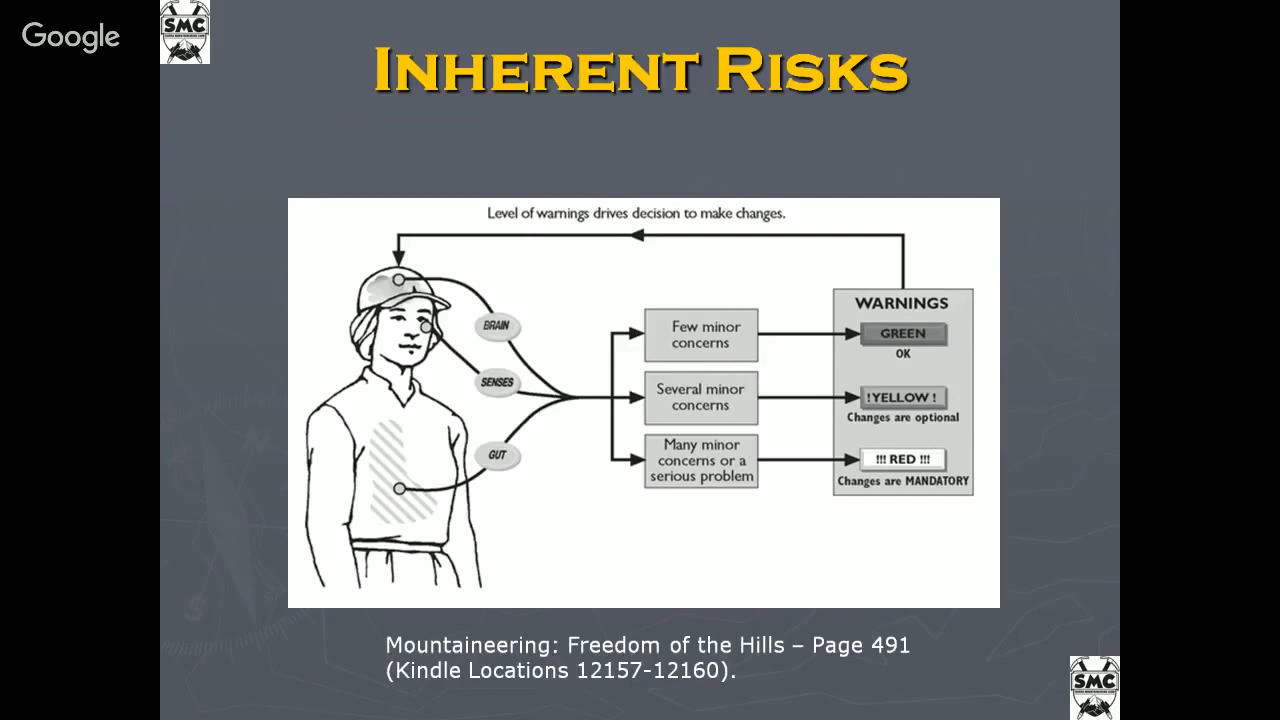 Google
SMC
INHERENT RISKS
Level of warnings drives decision to make changes.
BRAIN
SENSES
GUT
Few minor
concerns
Several minor
concerns
Many minor
concerns or a
serious problem
WARNINGS
GREEN
OK
! YELLOW !
Changes are optional
!!! RED !!!
Changes are MANDATORY
Mountaineering: Freedom of the Hills – Page 491
(Kindle Locations 12157-12160).
SMC